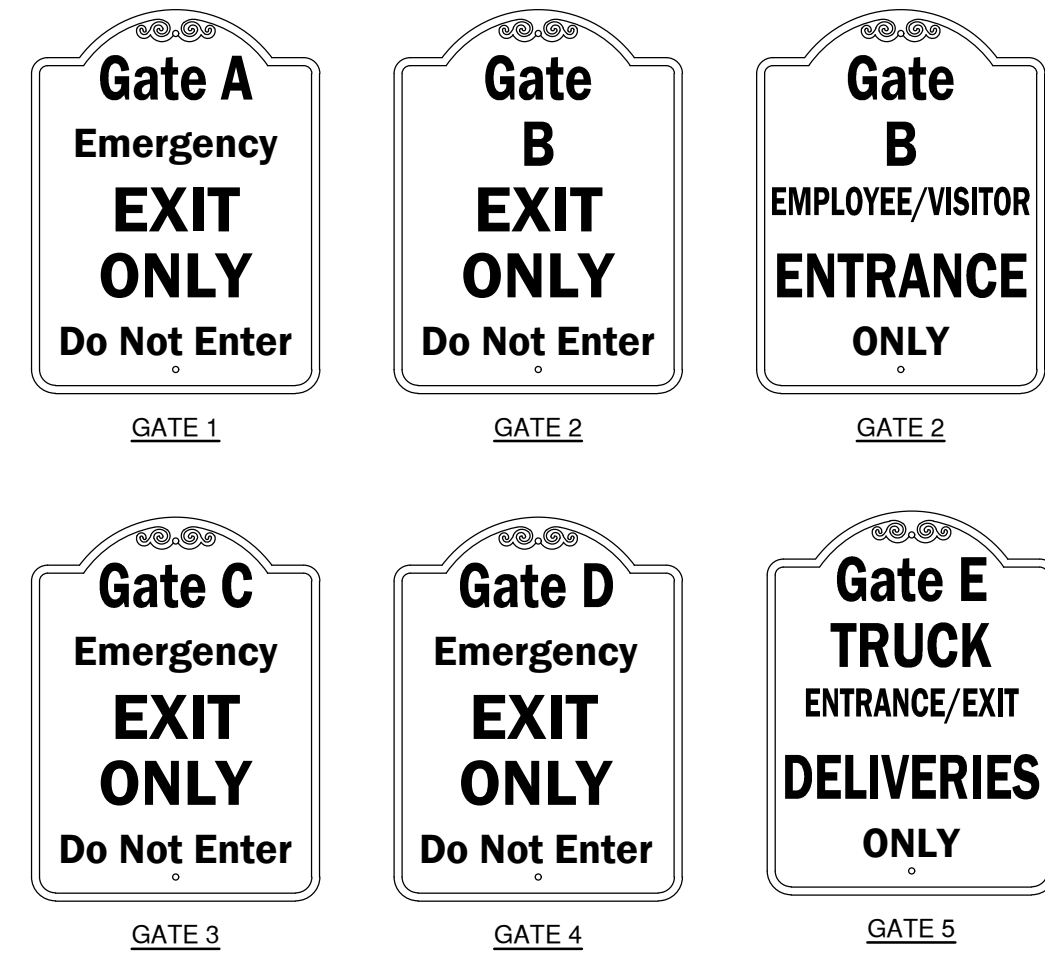 Gate A
Emergency
EXIT
ONLY
Do Not Enter
GATE 1
Gate
B
EXIT
ONLY
Do Not Enter
GATE 2
Gate
B
EMPLOYEE/VISITOR
ENTRANCE
ONLY
GATE 2
Gate C
Emergency
EXIT
ONLY
Do Not Enter
GATE 3
Gate D
Emergency
EXIT
ONLY
Do Not Enter
GATE 4
Gate E
TRUCK
ENTRANCE/EXIT
DELIVERIES
ONLY
GATE 5